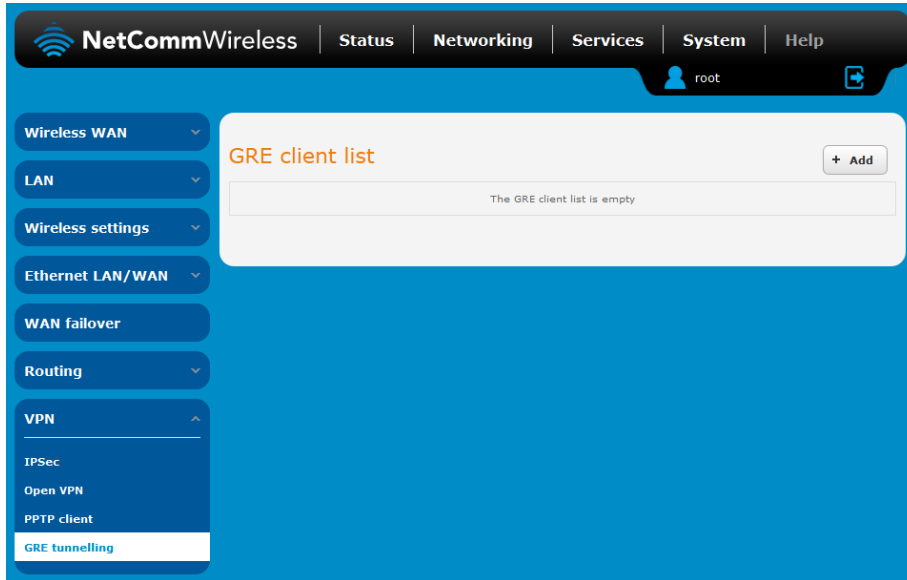 NetCommWireless Status Networking Services System Help
root
Wireless WAN
LAN
Wireless settings
Ethernet LAN/WAN
WAN failover
Routing
VPN
IPSec
Open VPN
PPTP client
GRE tunnelling
GRE client list
+ Add
The GRE client list is empty